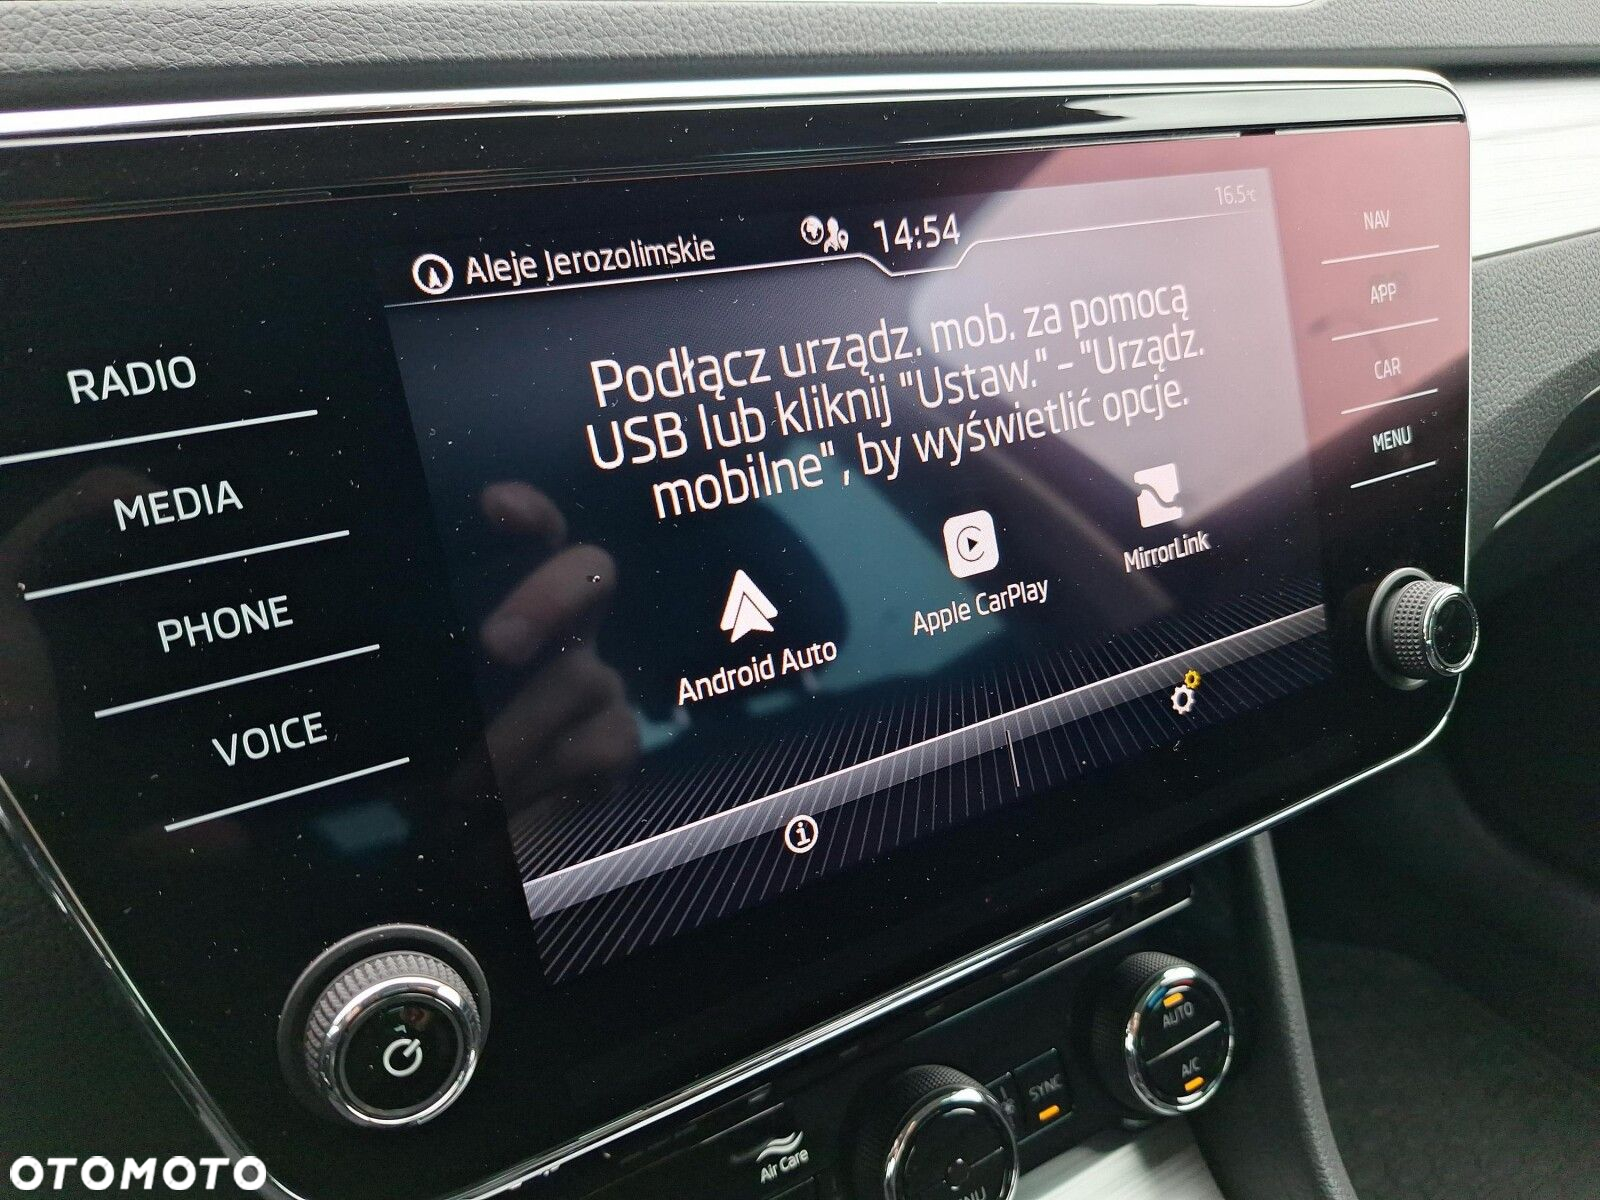 Aleje Jerozolimskie
14:54
16.5°C
Podłącz urządz. mob. za pomocą
USB lub kliknij "Ustaw." - "Urządz.
mobilne", by wyświetlić opcje.
Android Auto
Apple CarPlay
MirrorLink
RADIO
MEDIA
PHONE
VOICE
NAV
APP
CAR
MENU
AUTO
A/C
SYNC
Air Care
OTOMOTO